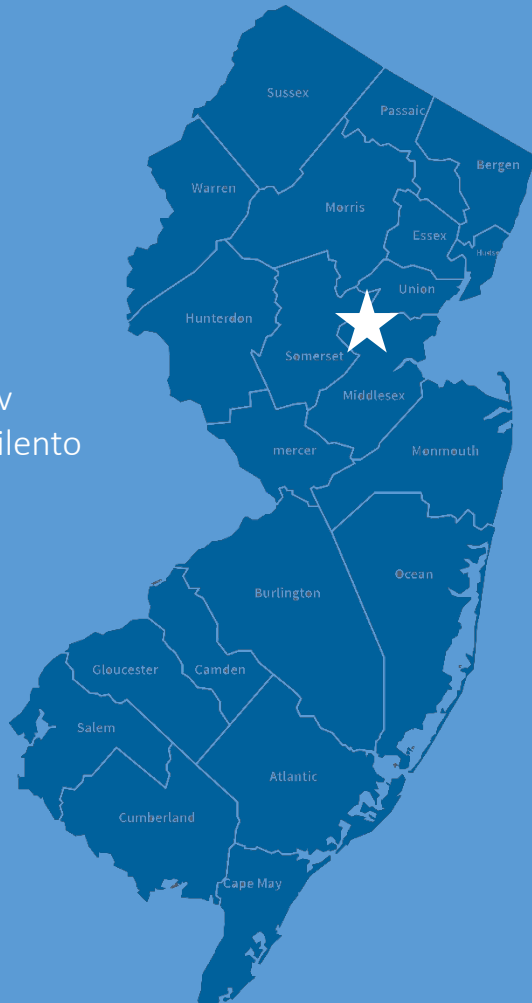 Sussex
Passaic
Bergen
Warren
Morris
Essex
Union
Hunterdon
Somerset
Middlesex
v
ilento
mercer
Monmouth
Ocean
Burlington
Gloucester
Camden
Salem
Atlantic
Cumberland
Cape May